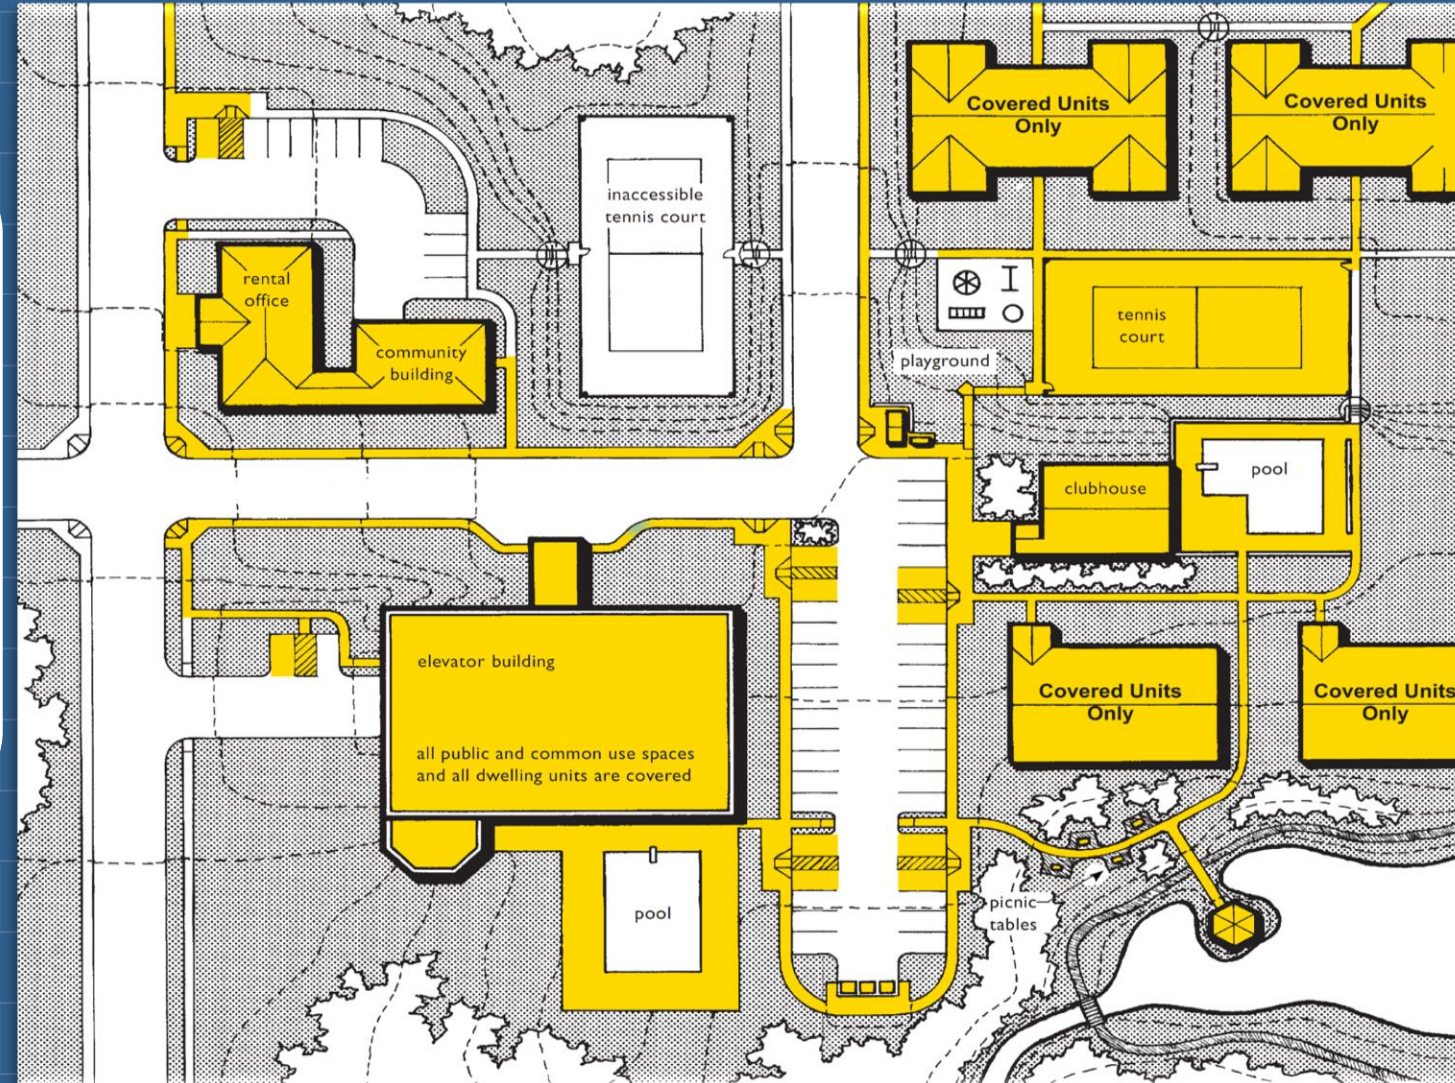 Covered Units
Only
Covered Units
Only
inaccessible
tennis court
rental
office
community
building
tennis
court
playground
clubhouse
pool
elevator building
all public and common use spaces
and all dwelling units are covered
Covered Units
Only
Covered Units
Only
pool
picnic
tables